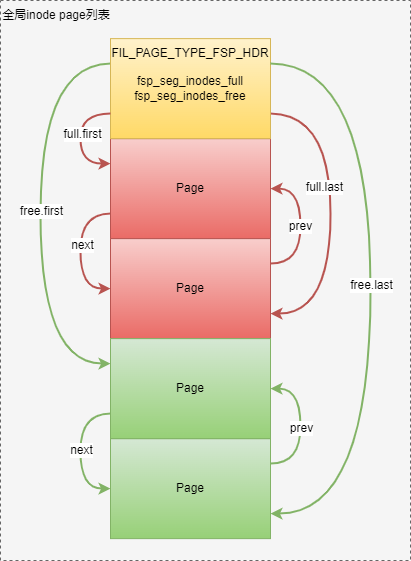 全局inode page列表
FIL_PAGE_TYPE_FSP_HDR
fsp_seg_inodes_full
fsp_seg_inodes_free
full.first
Page
full.last
free.first
prev
next
Page
free.last
Page
prev
next
Page